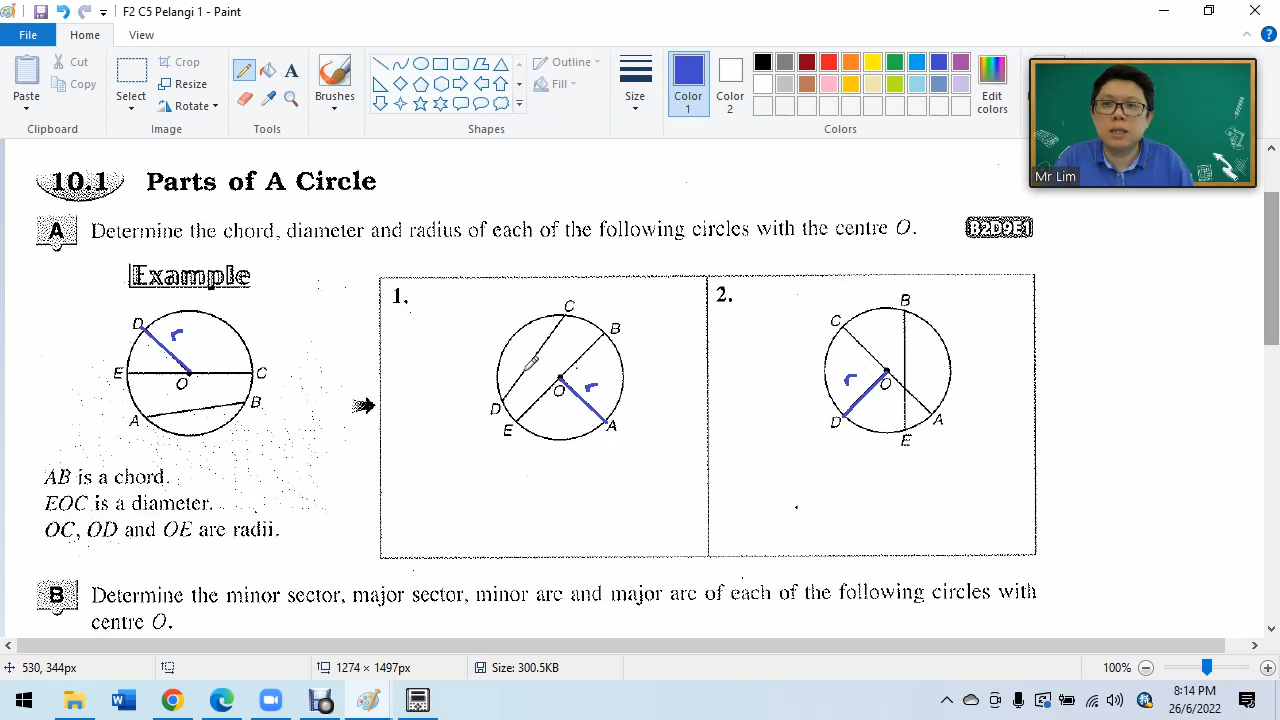 F2 C5 Pelangi 1 - Paint
File
Home
View
Paste
Cut
Copy
Clipboard
Select
Crop
Resize
Rotate
Image
A
Tools
Brushes
Outline
Fill
Shapes
Size
Color 1
Color 2
Edit colors
Colors
Mr Lim
10.1 Parts of A Circle
A Determine the chord, diameter and radius of each of the following circles with the centre O. B2D9E1
Example
D
r
E
O
C
A
B
AB is a chord.
EOC is a diameter.
OC, OD and OE are radii.
1.
C
B
O
r
D
E
A
2.
B
C
r
O
D
E
A
B Determine the minor sector, major sector, minor arc and major arc of each of the following circles with
centre O.
530, 344px
1274 × 1497px
Size: 300.5KB
100%
8:14 PM
26/6/2022